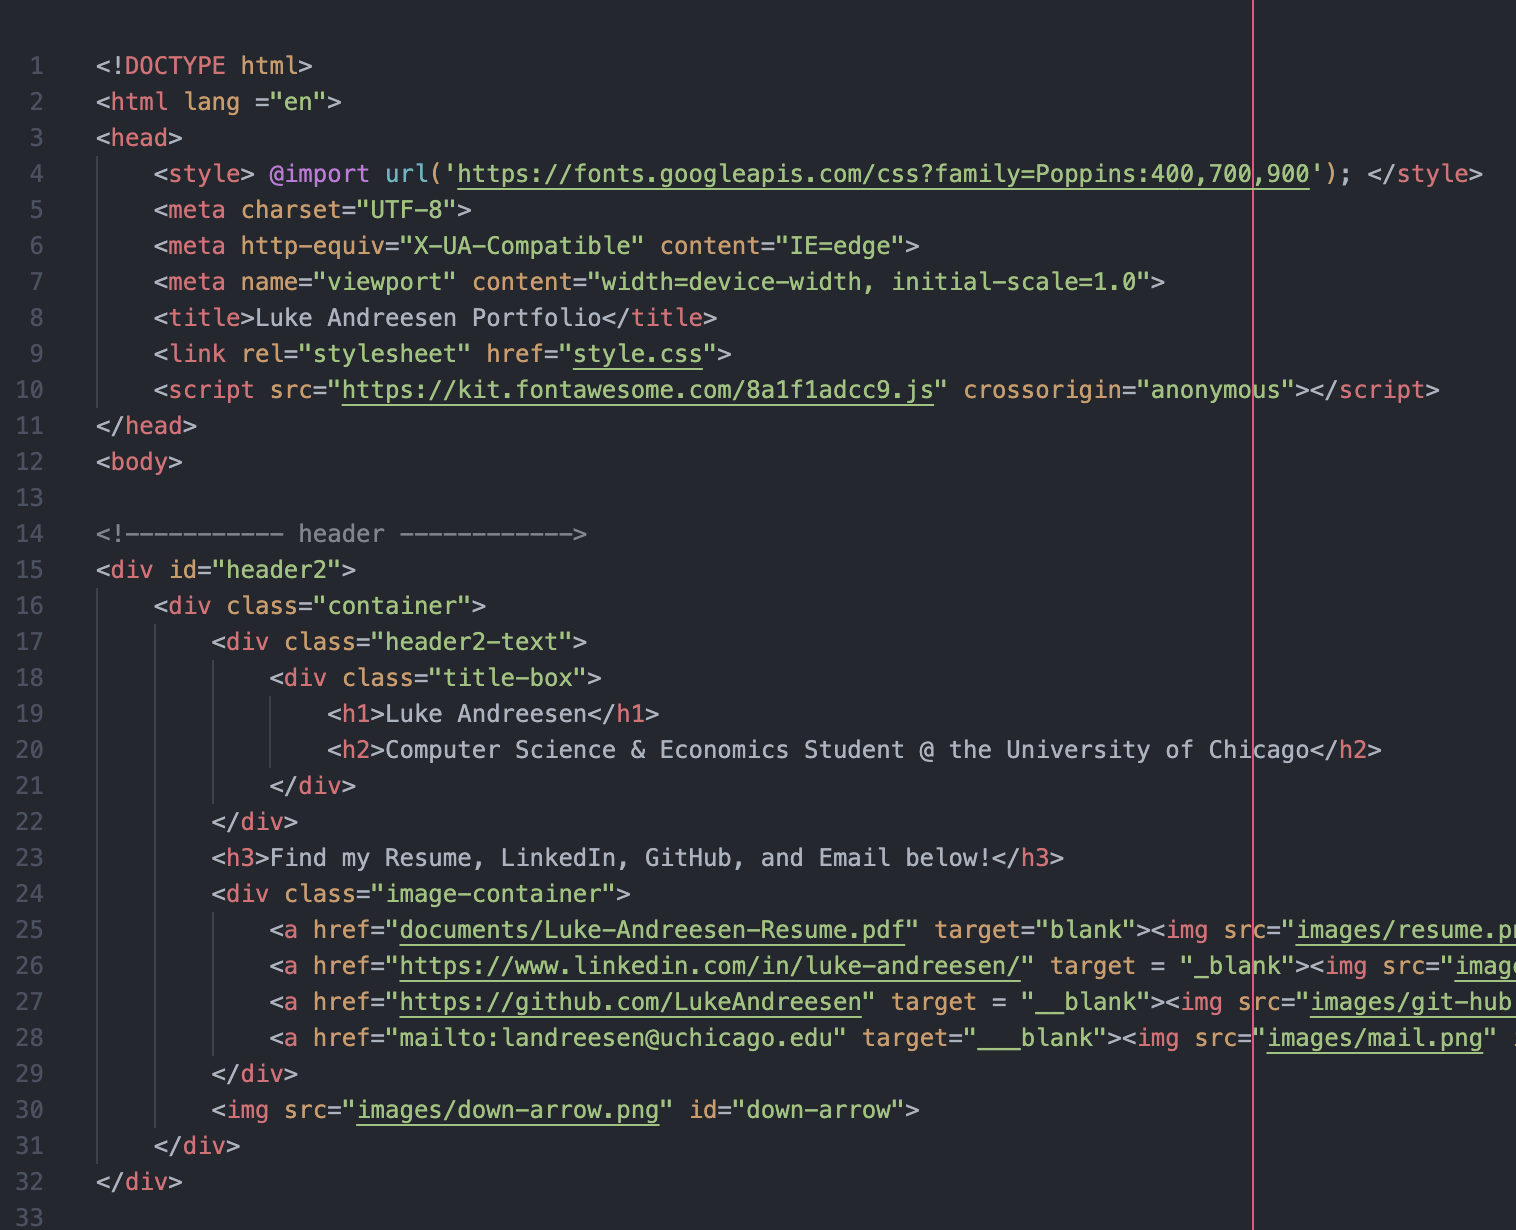 1 <!DOCTYPE html>
2 <html lang ="en">
3 <head>
4     <style> @import url('https://fonts.googleapis.com/css?family=Poppins:400,700,900'); </style>
5     <meta charset="UTF-8">
6     <meta http-equiv="X-UA-Compatible" content="IE=edge">
7     <meta name="viewport" content="width=device-width, initial-scale=1.0">
8     <title>Luke Andreesen Portfolio</title>
9     <link rel="stylesheet" href="style.css">
10     <script src="https://kit.fontawesome.com/8a1f1adcc9.js" crossorigin="anonymous"></script>
11 </head>
12 <body>
13
14 <!----------- header ------------>
15 <div id="header2">
16     <div class="container">
17         <div class="header2-text">
18             <div class="title-box">
19                 <h1>Luke Andreesen</h1>
20                 <h2>Computer Science & Economics Student @ the University of Chicago</h2>
21             </div>
22         </div>
23         <h3>Find my Resume, LinkedIn, GitHub, and Email below!</h3>
24         <div class="image-container">
25             <a href="documents/Luke-Andreesen-Resume.pdf" target="blank"><img src="images/resume.p
26             <a href="https://www.linkedin.com/in/luke-andreesen/" target = "_blank"><img src="imag
27             <a href="https://github.com/LukeAndreesen" target = "__blank"><img src="images/git-hub
28             <a href="mailto:landreesen@uchicago.edu" target="___blank"><img src="images/mail.png"
29         </div>
30         <img src="images/down-arrow.png" id="down-arrow">
31     </div>
32 </div>
33